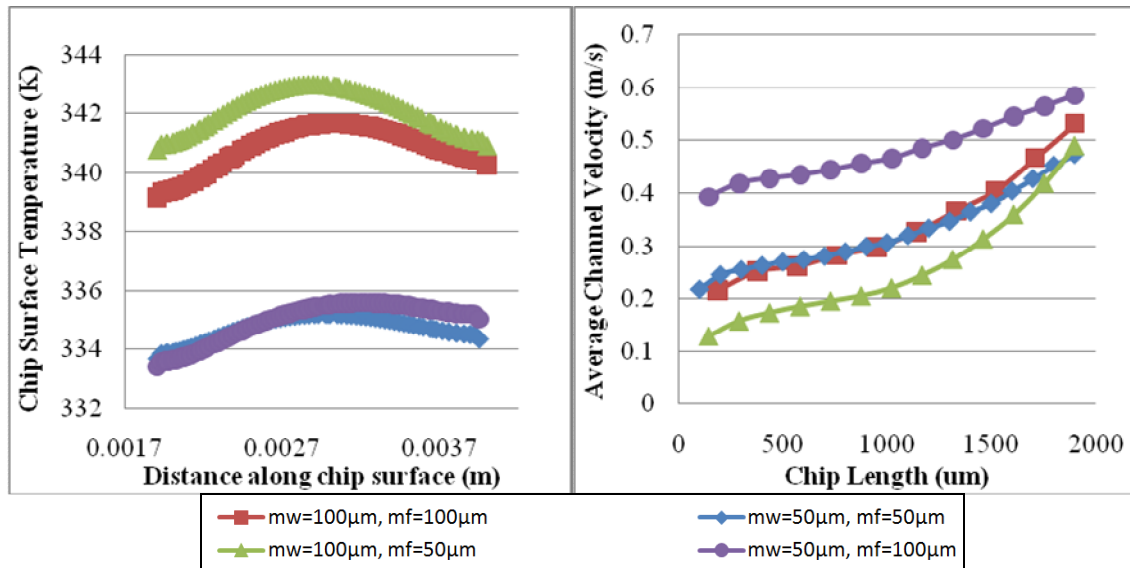 Chip Surface Temperature (K)
344
342
340
338
336
334
332
0.0017
0.0027
0.0037
Distance along chip surface (m)
Average Channel Velocity (m/s)
0.7
0.6
0.5
0.4
0.3
0.2
0.1
0
0
500
1000
1500
2000
Chip Length (um)
mw=100μm, mf=100μm
mw=50μm, mf=50μm
mw=100μm, mf=50μm
mw=50μm, mf=100μm